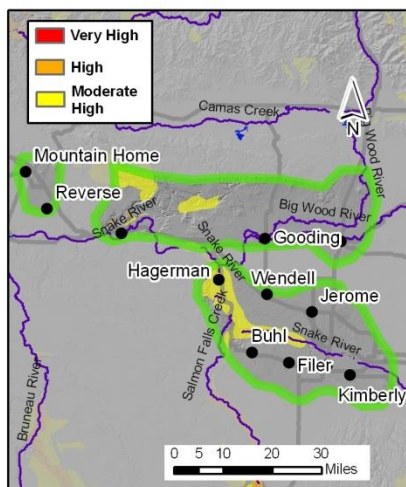 Very High
High
Moderate
High
Camas Creek
N
Big Wood River
Mountain Home
Reverse
Snake River
Big Wood River
Gooding
Snake River
Hagerman
Wendell
Jerome
Snake River
Salmon Falls Creek
Buhl
Filer
Kimberly
Bruneau River
0 5 10 20 30
Miles